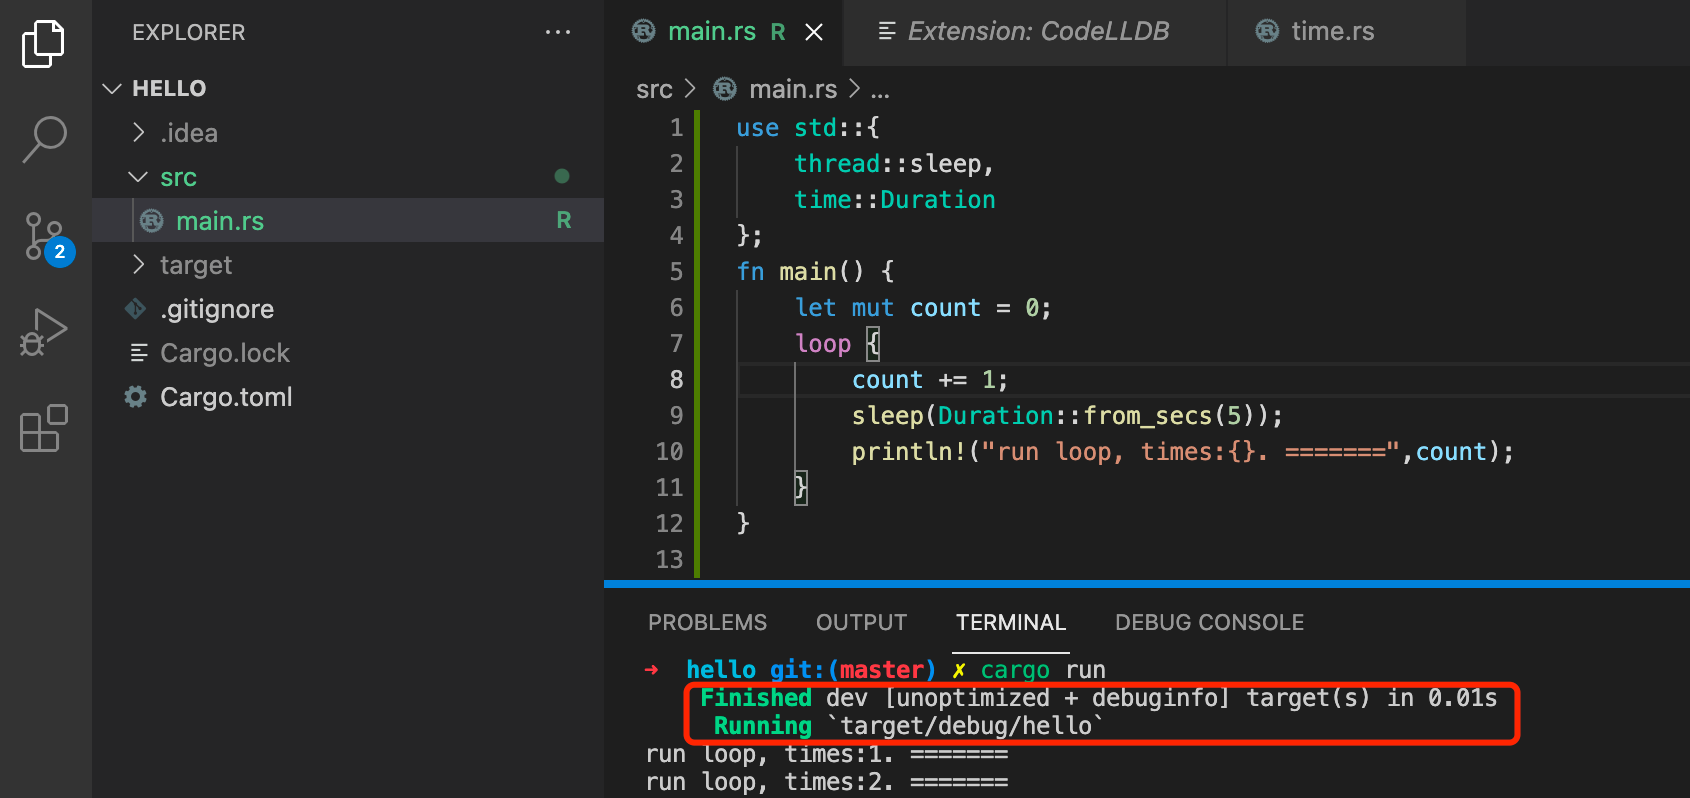 EXPLORER
HELLO
.idea
src
main.rs R
target
.gitignore
Cargo.lock
Cargo.toml
2
main.rs R
Extension: CodeLLDB
time.rs
src > main.rs > ...
1 use std::{
2 thread::sleep,
3 time::Duration
4 };
5 fn main() {
6 let mut count = 0;
7 loop {
8 count += 1;
9 sleep(Duration::from_secs(5));
10 println!("run loop, times:{}. =======",count);
11 }
12 }
13
PROBLEMS OUTPUT TERMINAL DEBUG CONSOLE
→ hello git:(master) ✗ cargo run
Finished dev [unoptimized + debuginfo] target(s) in 0.01s
Running `target/debug/hello`
run loop, times:1. =======
run loop, times:2. =======